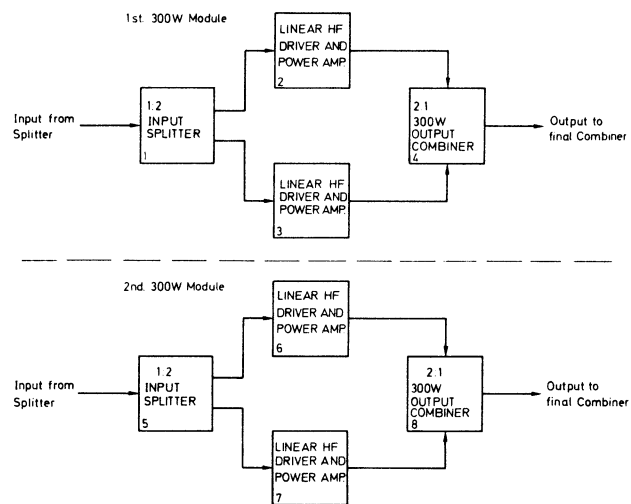 1st. 300W Module
LINEAR HF
DRIVER AND
POWER AMP.
2
Input from
Splitter
1:2
INPUT
SPLITTER
1
2:1
300W
OUTPUT
COMBINER
4
Output to
final Combiner
LINEAR HF
DRIVER AND
POWER AMP.
3
2nd. 300W Module
LINEAR HF
DRIVER AND
POWER AMP.
6
Input from
Splitter
1:2
INPUT
SPLITTER
5
2:1
300W
OUTPUT
COMBINER
8
Output to
final Combiner
LINEAR HF
DRIVER AND
POWER AMP.
7